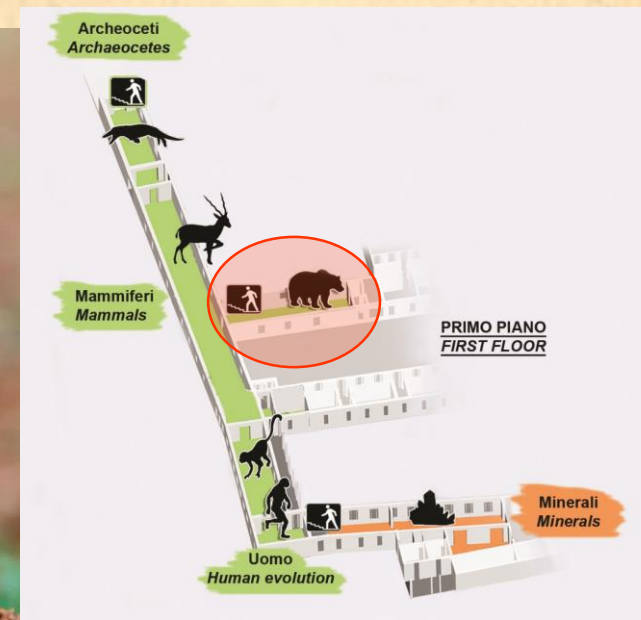 Archeoceti
Archaeocetes
Mammiferi
Mammals
PRIMO PIANO
FIRST FLOOR
Minerali
Minerals
Uomo
Human evolution